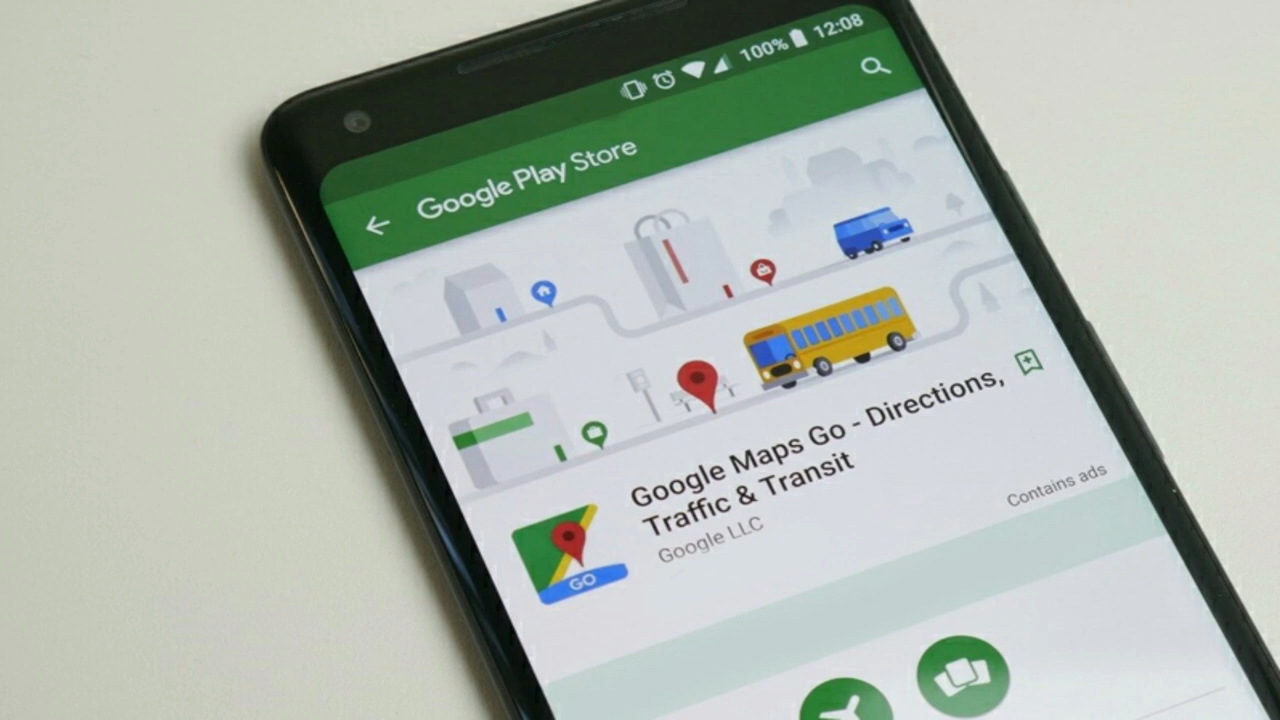 100% 12:08
Google Play Store
Google Maps Go - Directions,
Traffic & Transit
Google LLC
Contains ads
GO